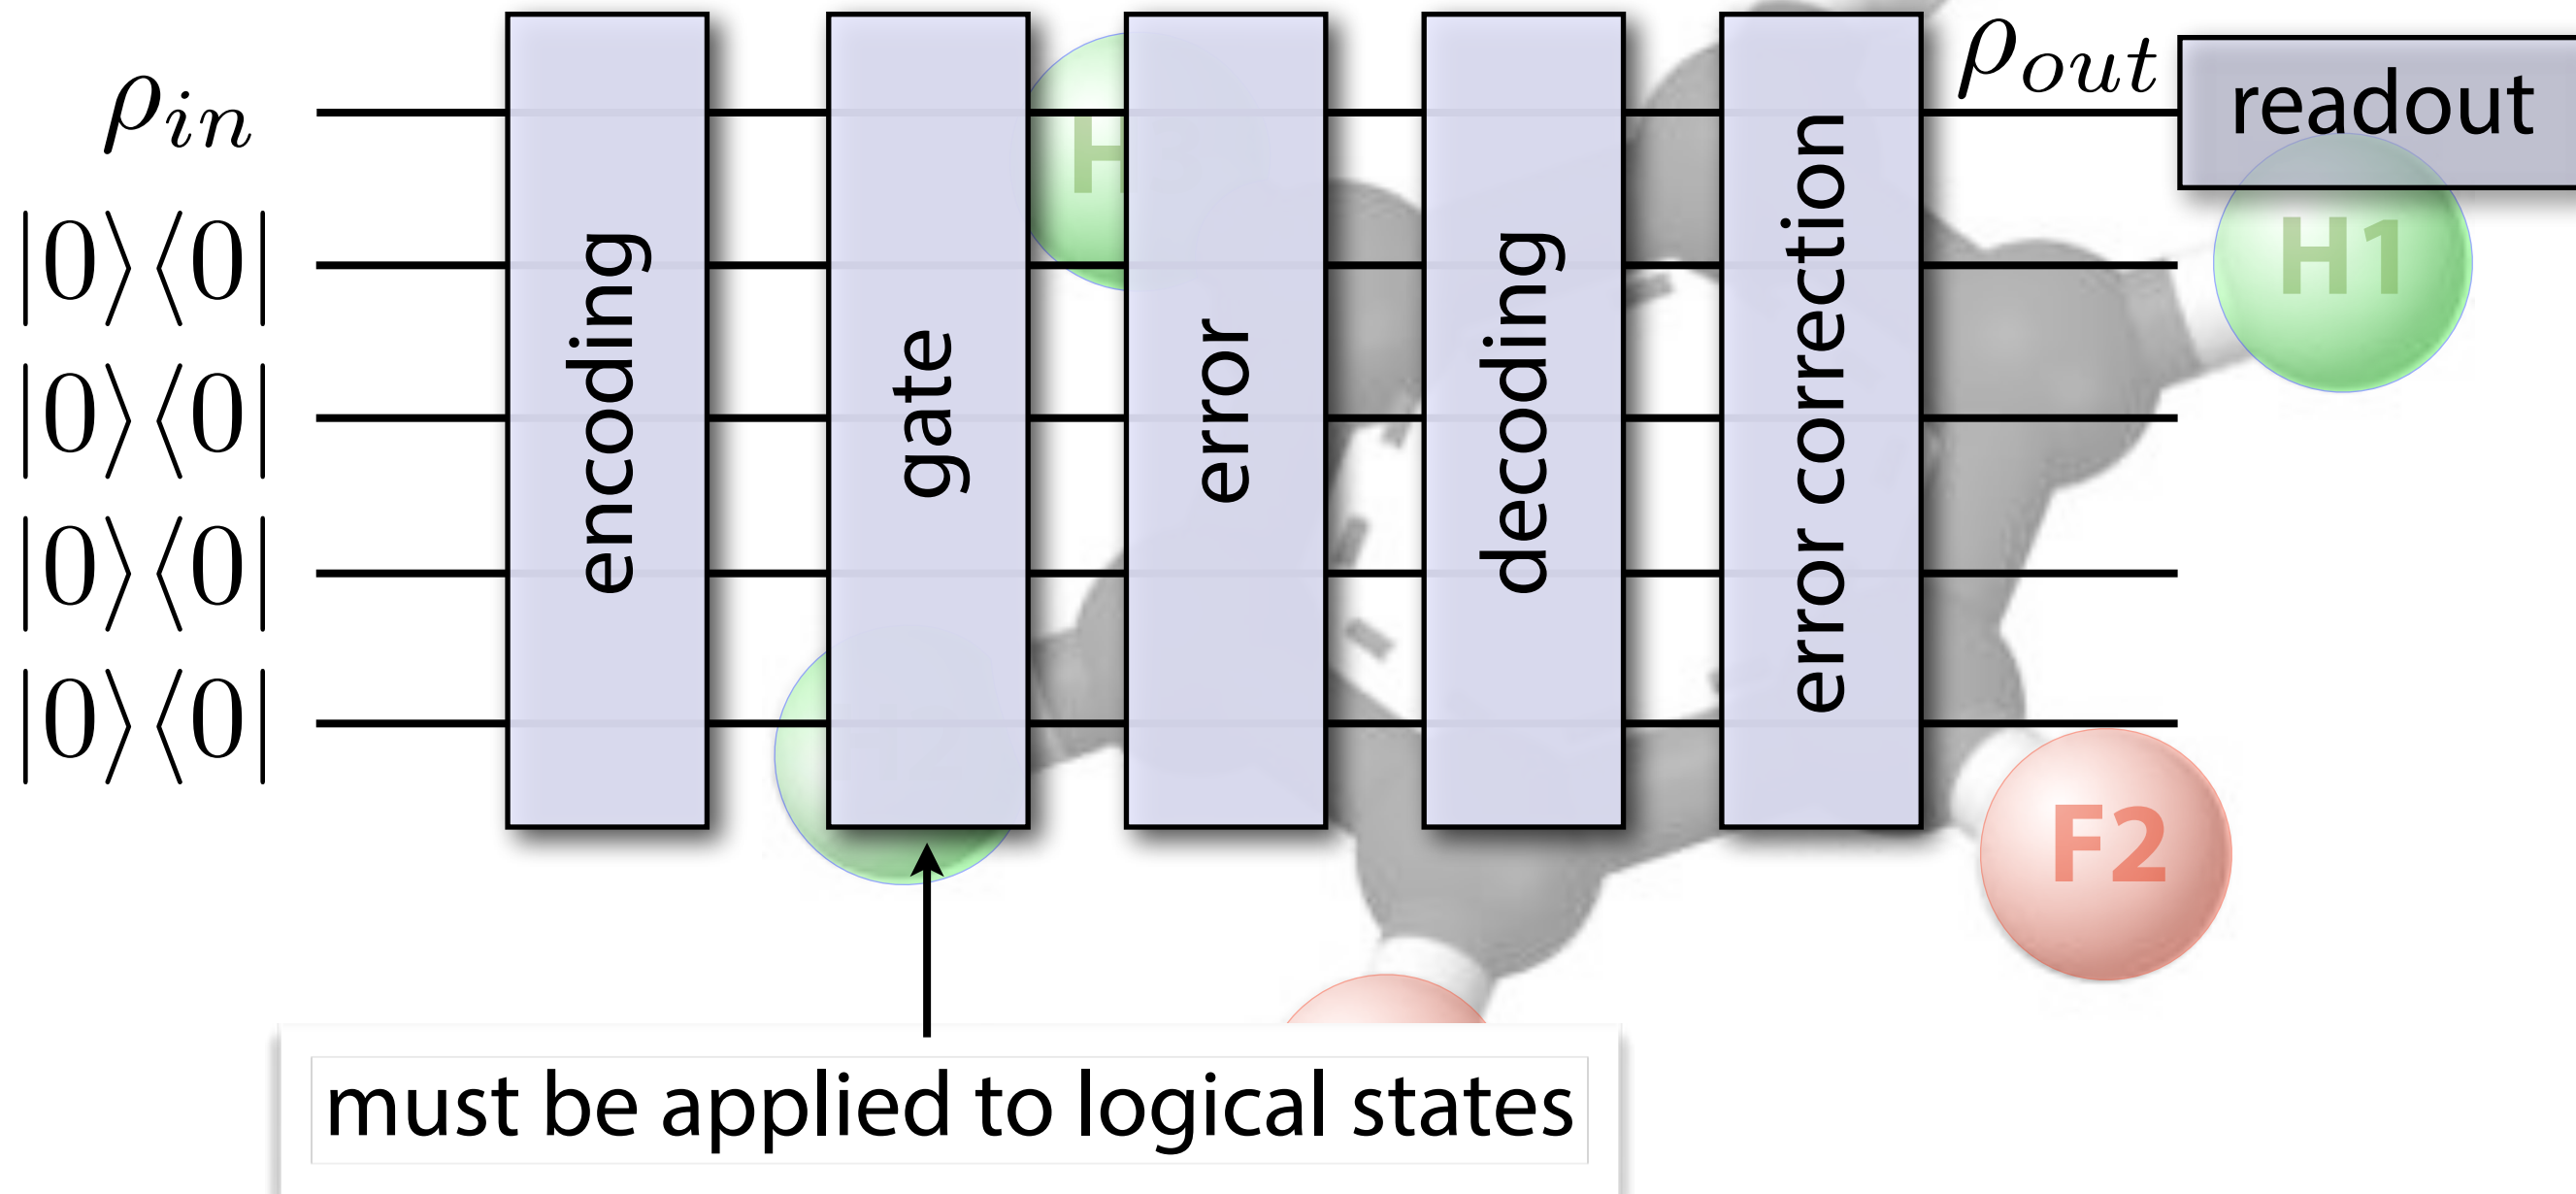 ρ_in
|0⟩⟨0|
|0⟩⟨0|
|0⟩⟨0|
|0⟩⟨0|
encoding
gate
error
decoding
error correction
ρ_out
readout
H1
F2
must be applied to logical states